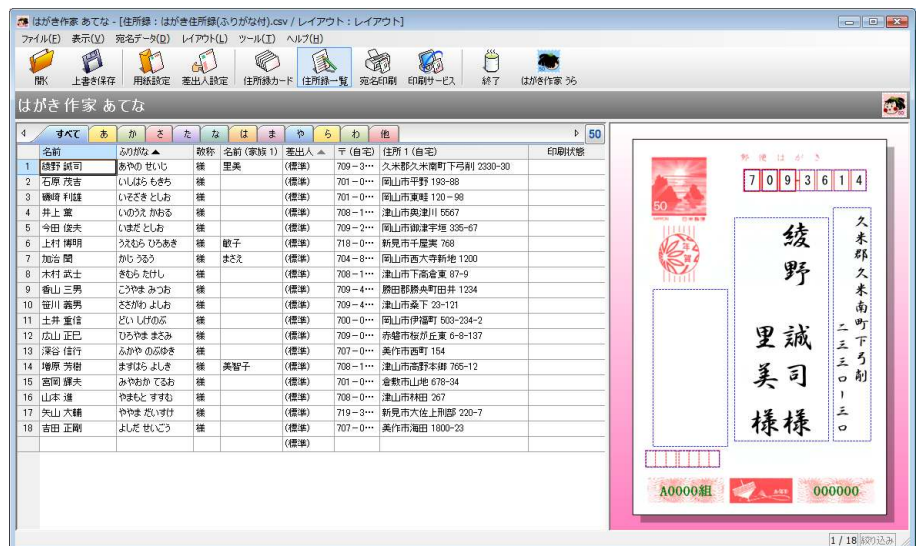 はがき作家 あてな - [住所録 : はがき住所録(ふりがな付).csv / レイアウト : レイアウト]
ファイル(F) 表示(V) 宛名データ(D) レイアウト(L) ツール(T) ヘルプ(H)
開く 上書き保存 用紙設定 差出人設定 住所録カード 住所録一覧 宛名印刷 印刷サービス 終了 はがき作家 うら
はがき作家 あてな
すべて あ か さ た な は ま や ら わ 他 50
名前 ふりがな 敬称 名前 (家族 1) 差出人 〒 (自宅) 住所 1 (自宅) 印刷状態
1 綾野 誠司 あやの せいじ 様 里美 (標準) 709-3… 久米郡久米南町下弓削 2330-30
2 石原 茂吉 いしはら もきち 様 (標準) 701-0… 岡山市平野 193-88
3 磯崎 利雄 いそざき としお 様 (標準) 701-0… 岡山市東畦 120-98
4 井上 薫 いのうえ かおる 様 (標準) 708-1… 津山市奥津川 5567
5 今田 俊夫 いまだ としお 様 (標準) 709-2… 岡山市御津宇垣 335-67
6 上村 博明 うえむら ひろあき 様 敏子 (標準) 718-0… 新見市千屋実 768
7 加治 閏 かじ うるう 様 まさえ (標準) 704-8… 岡山市西大寺新地 1200
8 木村 武士 きむら たけし 様 (標準) 708-1… 津山市下高倉東 87-9
9 香山 三男 こうやま みつお 様 (標準) 709-4… 勝田郡勝央町田井 1234
10 笹川 義男 ささがわ よしお 様 (標準) 709-4… 津山市桑下 23-121
11 土井 重信 どい しげのぶ 様 (標準) 700-0… 岡山市伊福町 503-234-2
12 広山 正巳 ひろやま まさみ 様 (標準) 709-0… 赤磐市桜が丘東 6-8-137
13 深谷 信行 ふかや のぶゆき 様 (標準) 707-0… 美作市西町 154
14 増原 芳樹 ますはら よしき 様 美智子 (標準) 708-1… 津山市高野本郷 765-12
15 宮岡 輝夫 みやおか てるお 様 (標準) 701-0… 倉敷市山地 678-34
16 山本 進 やまもと すすむ 様 (標準) 708-0… 津山市林田 267
17 矢山 大輔 ややま だいすけ 様 (標準) 719-3… 新見市大佐上刑部 220-7
18 吉田 正剛 よしだ せいごう 様 (標準) 707-0… 美作市海田 1800-23
(標準)
郵便はがき
50
7 0 9 3 6 1 4
年賀
久米郡久米南町下弓削
二三三〇ー三〇
綾野 誠司様
里美様
A0000組 000000
1 / 18 絞り込み